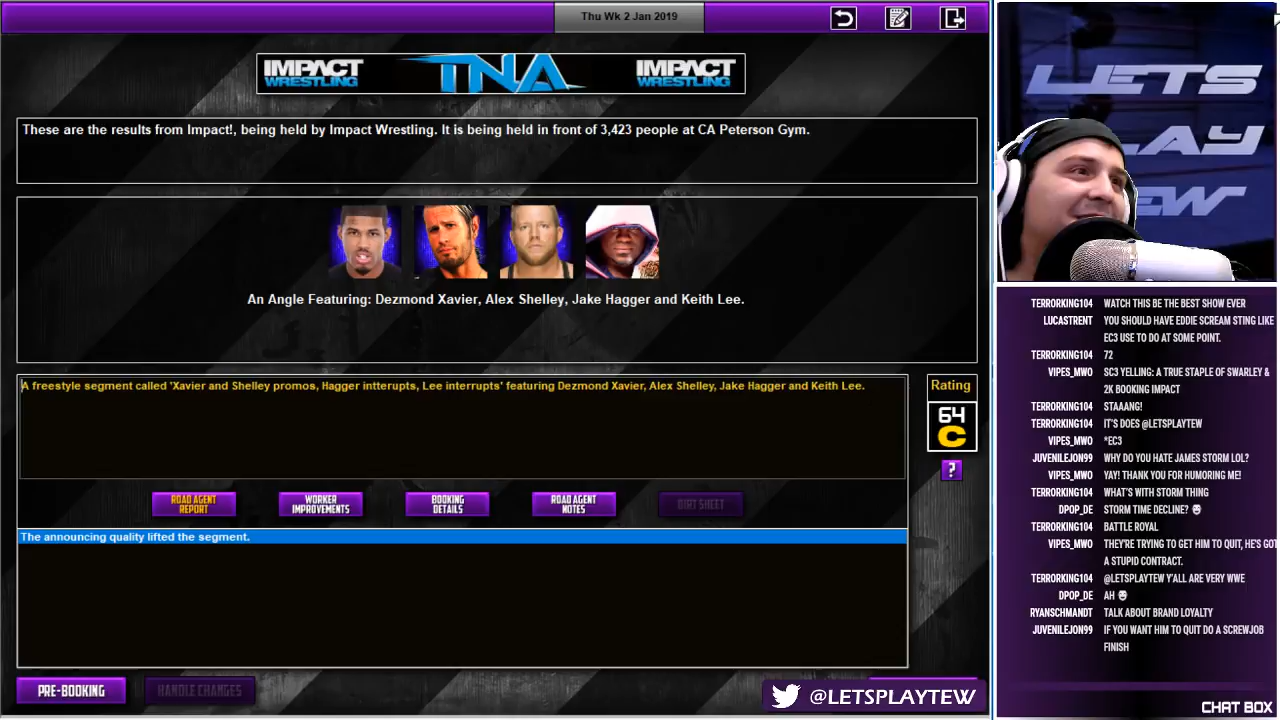 Thu Wk 2 Jan 2019
IMPACT WRESTLING
TNA
IMPACT WRESTLING
These are the results from Impact!, being held by Impact Wrestling. It is being held in front of 3,423 people at CA Peterson Gym.
An Angle Featuring: Dezmond Xavier, Alex Shelley, Jake Hagger and Keith Lee.
A freestyle segment called 'Xavier and Shelley promos, Hagger intterupts, Lee interrupts' featuring Dezmond Xavier, Alex Shelley, Jake Hagger and Keith Lee.
Rating
64
C
?
ROAD AGENT REPORT
WORKER IMPROVEMENTS
BOOKING DETAILS
ROAD AGENT NOTES
DIRT SHEET
The announcing quality lifted the segment.
PRE-BOOKING
HANDLE CHANGES
@LETSPLAYTEW
LETS
LAY
EW
TERRORKING104 WATCH THIS BE THE BEST SHOW EVER
LUCASTRENT YOU SHOULD HAVE EDDIE SCREAM STING LIKE
EC3 USE TO DO AT SOME POINT.
TERRORKING104 72
VIPES_MWO SC3 YELLING: A TRUE STAPLE OF SWARLEY &
2K BOOKING IMPACT
TERRORKING104 STAAANG!
TERRORKING104 IT'S DOES @LETSPLAYTEW
VIPES_MWO *EC3
JUVENILEJON99 WHY DO YOU HATE JAMES STORM LOL?
VIPES_MWO YAY! THANK YOU FOR HUMORING ME!
TERRORKING104 WHAT'S WITH STORM THING
DPOP_DE STORM TIME DECLINE?
TERRORKING104 BATTLE ROYAL
VIPES_MWO THEY'RE TRYING TO GET HIM TO QUIT, HE'S GOT
A STUPID CONTRACT.
TERRORKING104 @LETSPLAYTEW Y'ALL ARE VERY WWE
DPOP_DE AH
RYANSCHMANDT TALK ABOUT BRAND LOYALTY
JUVENILEJON99 IF YOU WANT HIM TO QUIT DO A SCREWJOB
FINISH
CHAT BOX